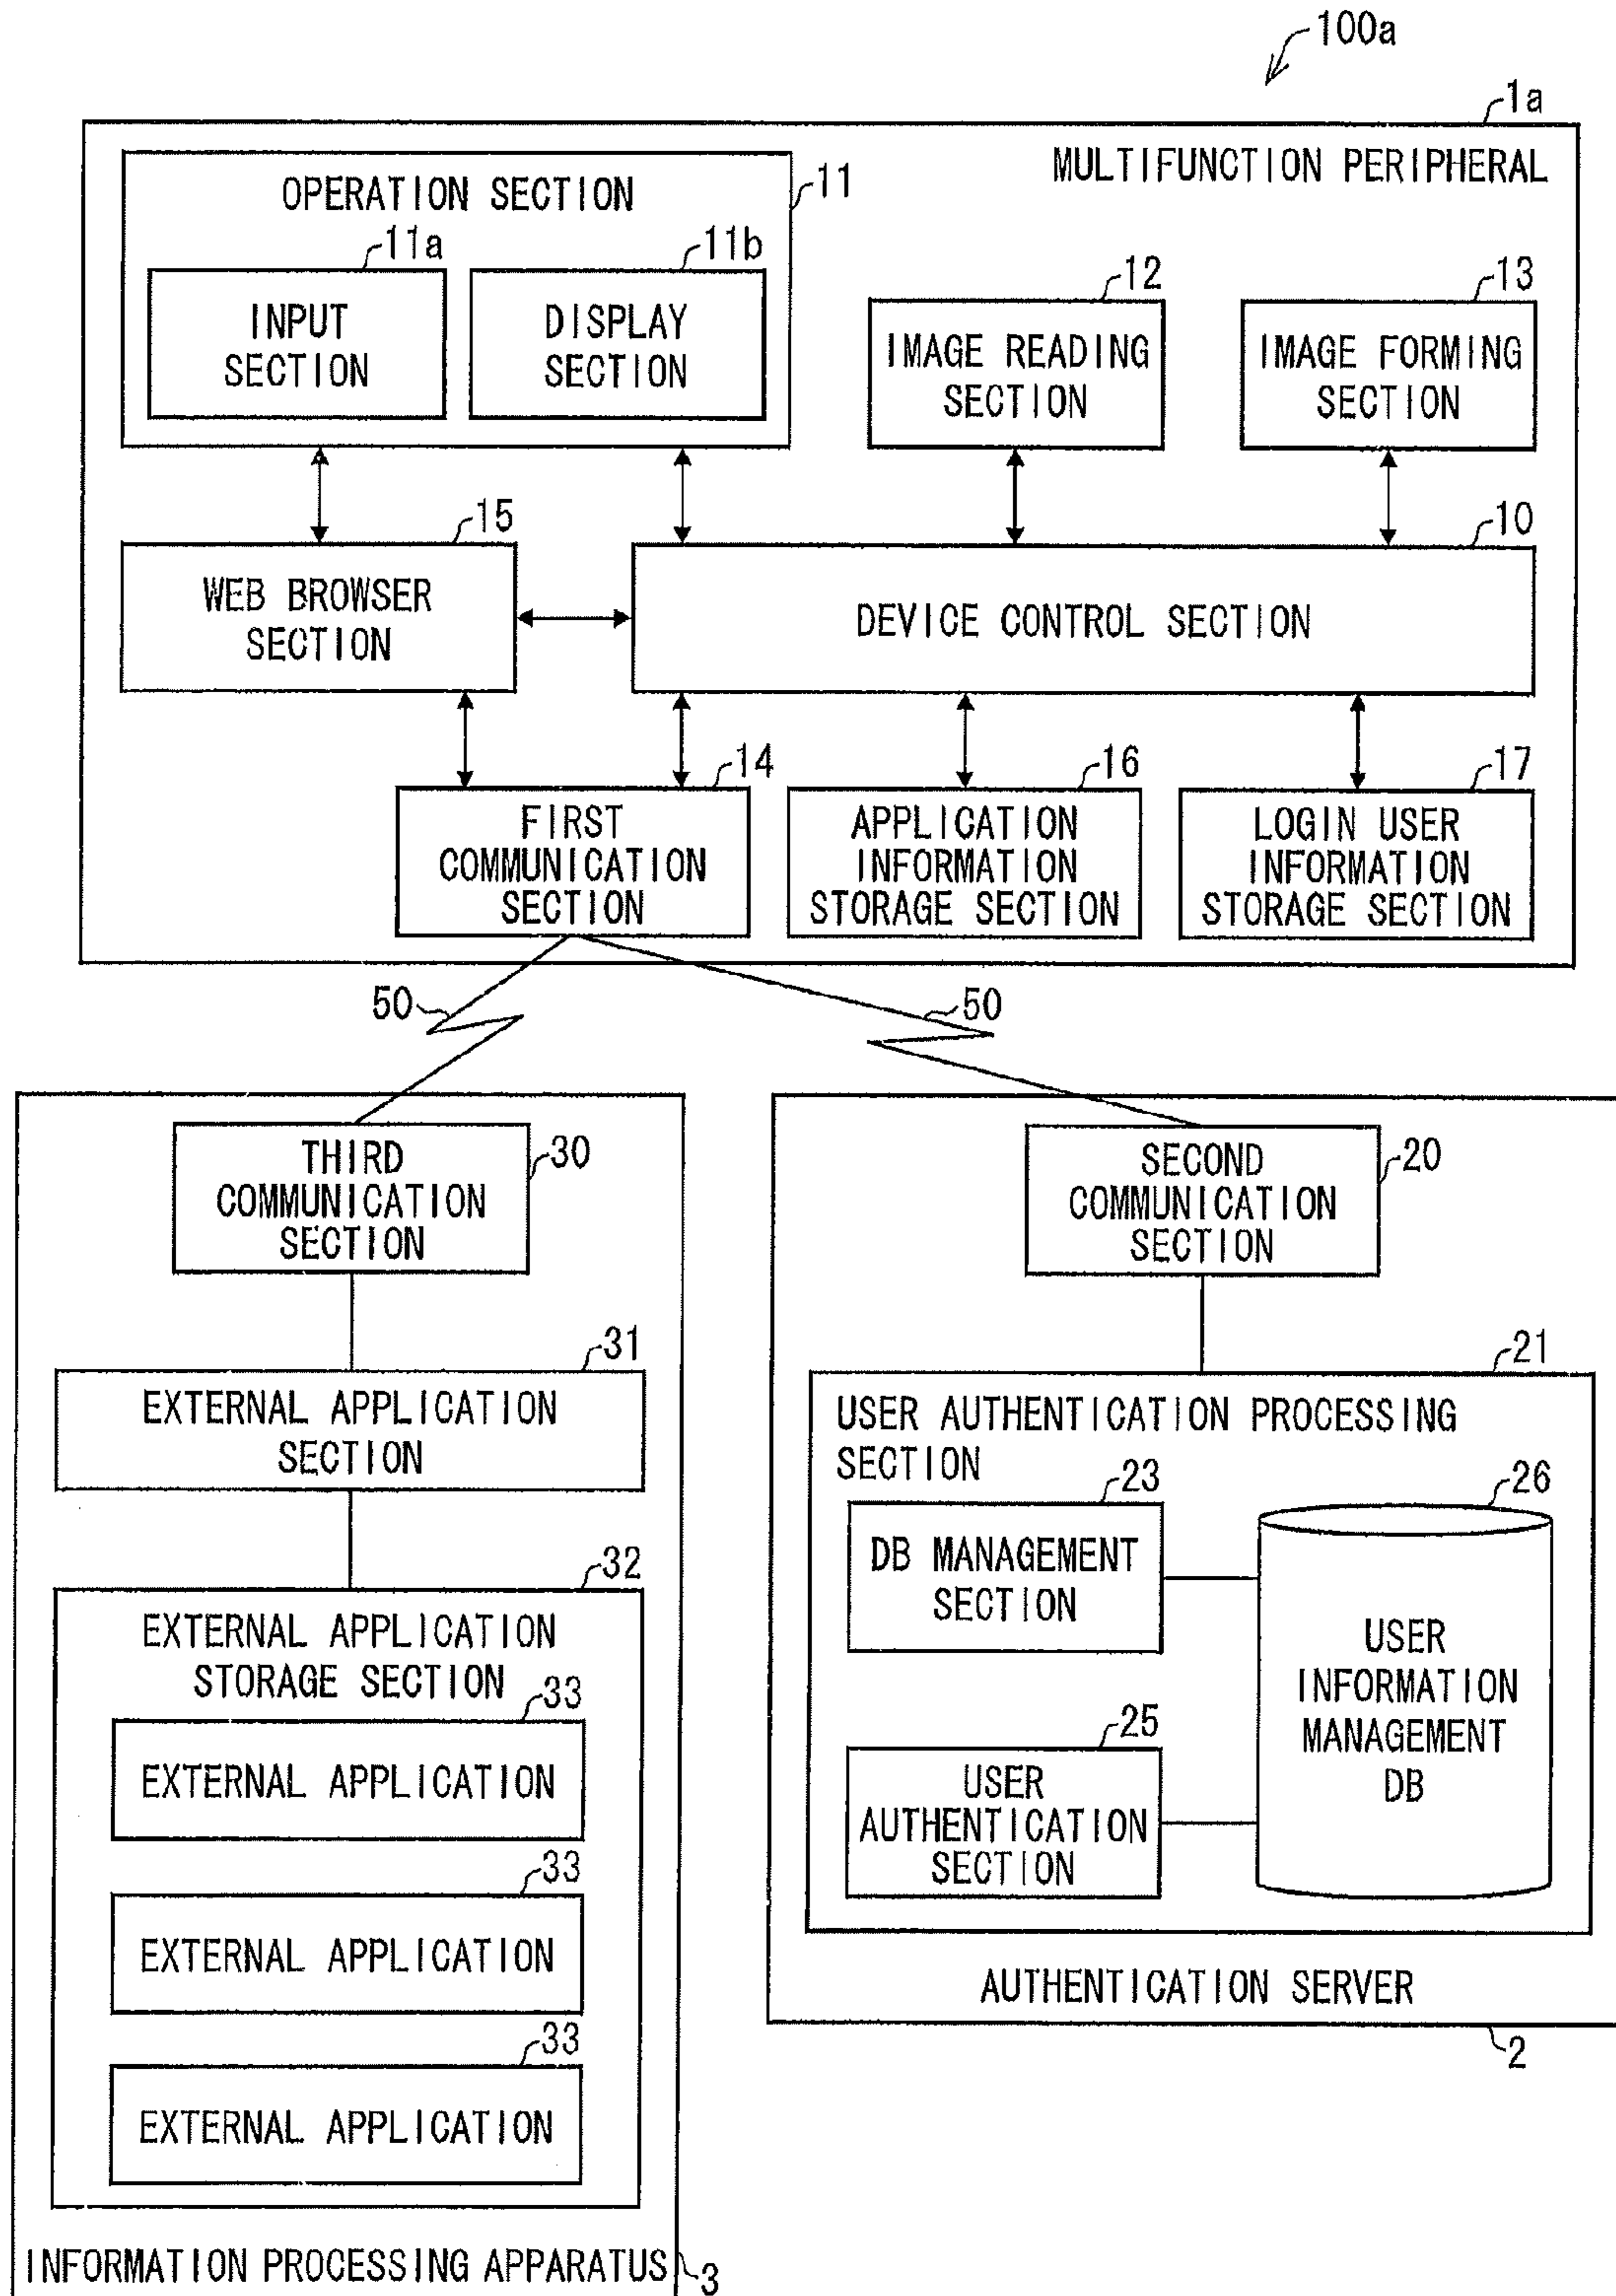 100a
1a
MULTIFUNCTION PERIPHERAL
OPERATION SECTION
11
11a
INPUT
SECTION
11b
DISPLAY
SECTION
12
IMAGE READING
SECTION
13
IMAGE FORMING
SECTION
15
WEB BROWSER
SECTION
10
DEVICE CONTROL SECTION
14
FIRST
COMMUNICATION
SECTION
16
APPLICATION
INFORMATION
STORAGE SECTION
17
LOGIN USER
INFORMATION
STORAGE SECTION
50
50
THIRD
COMMUNICATION
SECTION
30
31
EXTERNAL APPLICATION
SECTION
32
EXTERNAL APPLICATION
STORAGE SECTION
33
EXTERNAL APPLICATION
33
EXTERNAL APPLICATION
33
EXTERNAL APPLICATION
INFORMATION PROCESSING APPARATUS
3
SECOND
COMMUNICATION
SECTION
20
21
USER AUTHENTICATION PROCESSING
SECTION
23
DB MANAGEMENT
SECTION
25
USER
AUTHENTICATION
SECTION
26
USER
INFORMATION
MANAGEMENT
DB
AUTHENTICATION SERVER
2